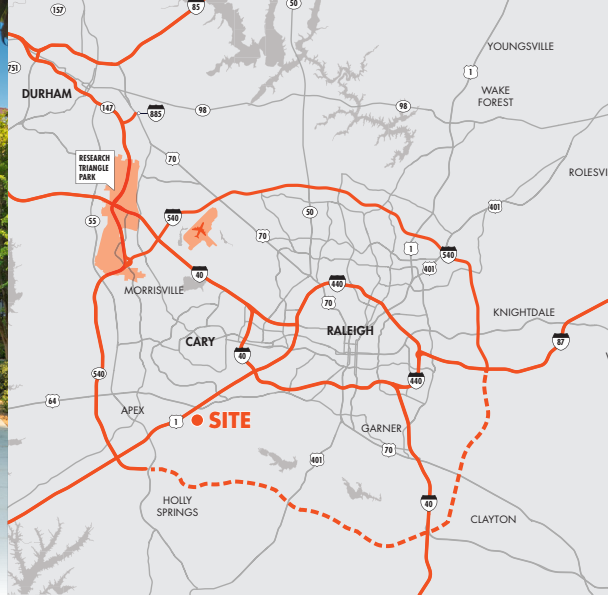 157
85
50
YOUNGSVILLE
751
1
DURHAM
WAKE
FOREST
147
885
98
98
RESEARCH
TRIANGLE
PARK
70
ROLESVI
401
55
540
50
70
1
540
401
40
440
MORRISVILLE
70
KNIGHTDALE
RALEIGH
CARY
87
40
540
440
64
APEX
1
SITE
GARNER
70
401
HOLLY
SPRINGS
40
CLAYTON